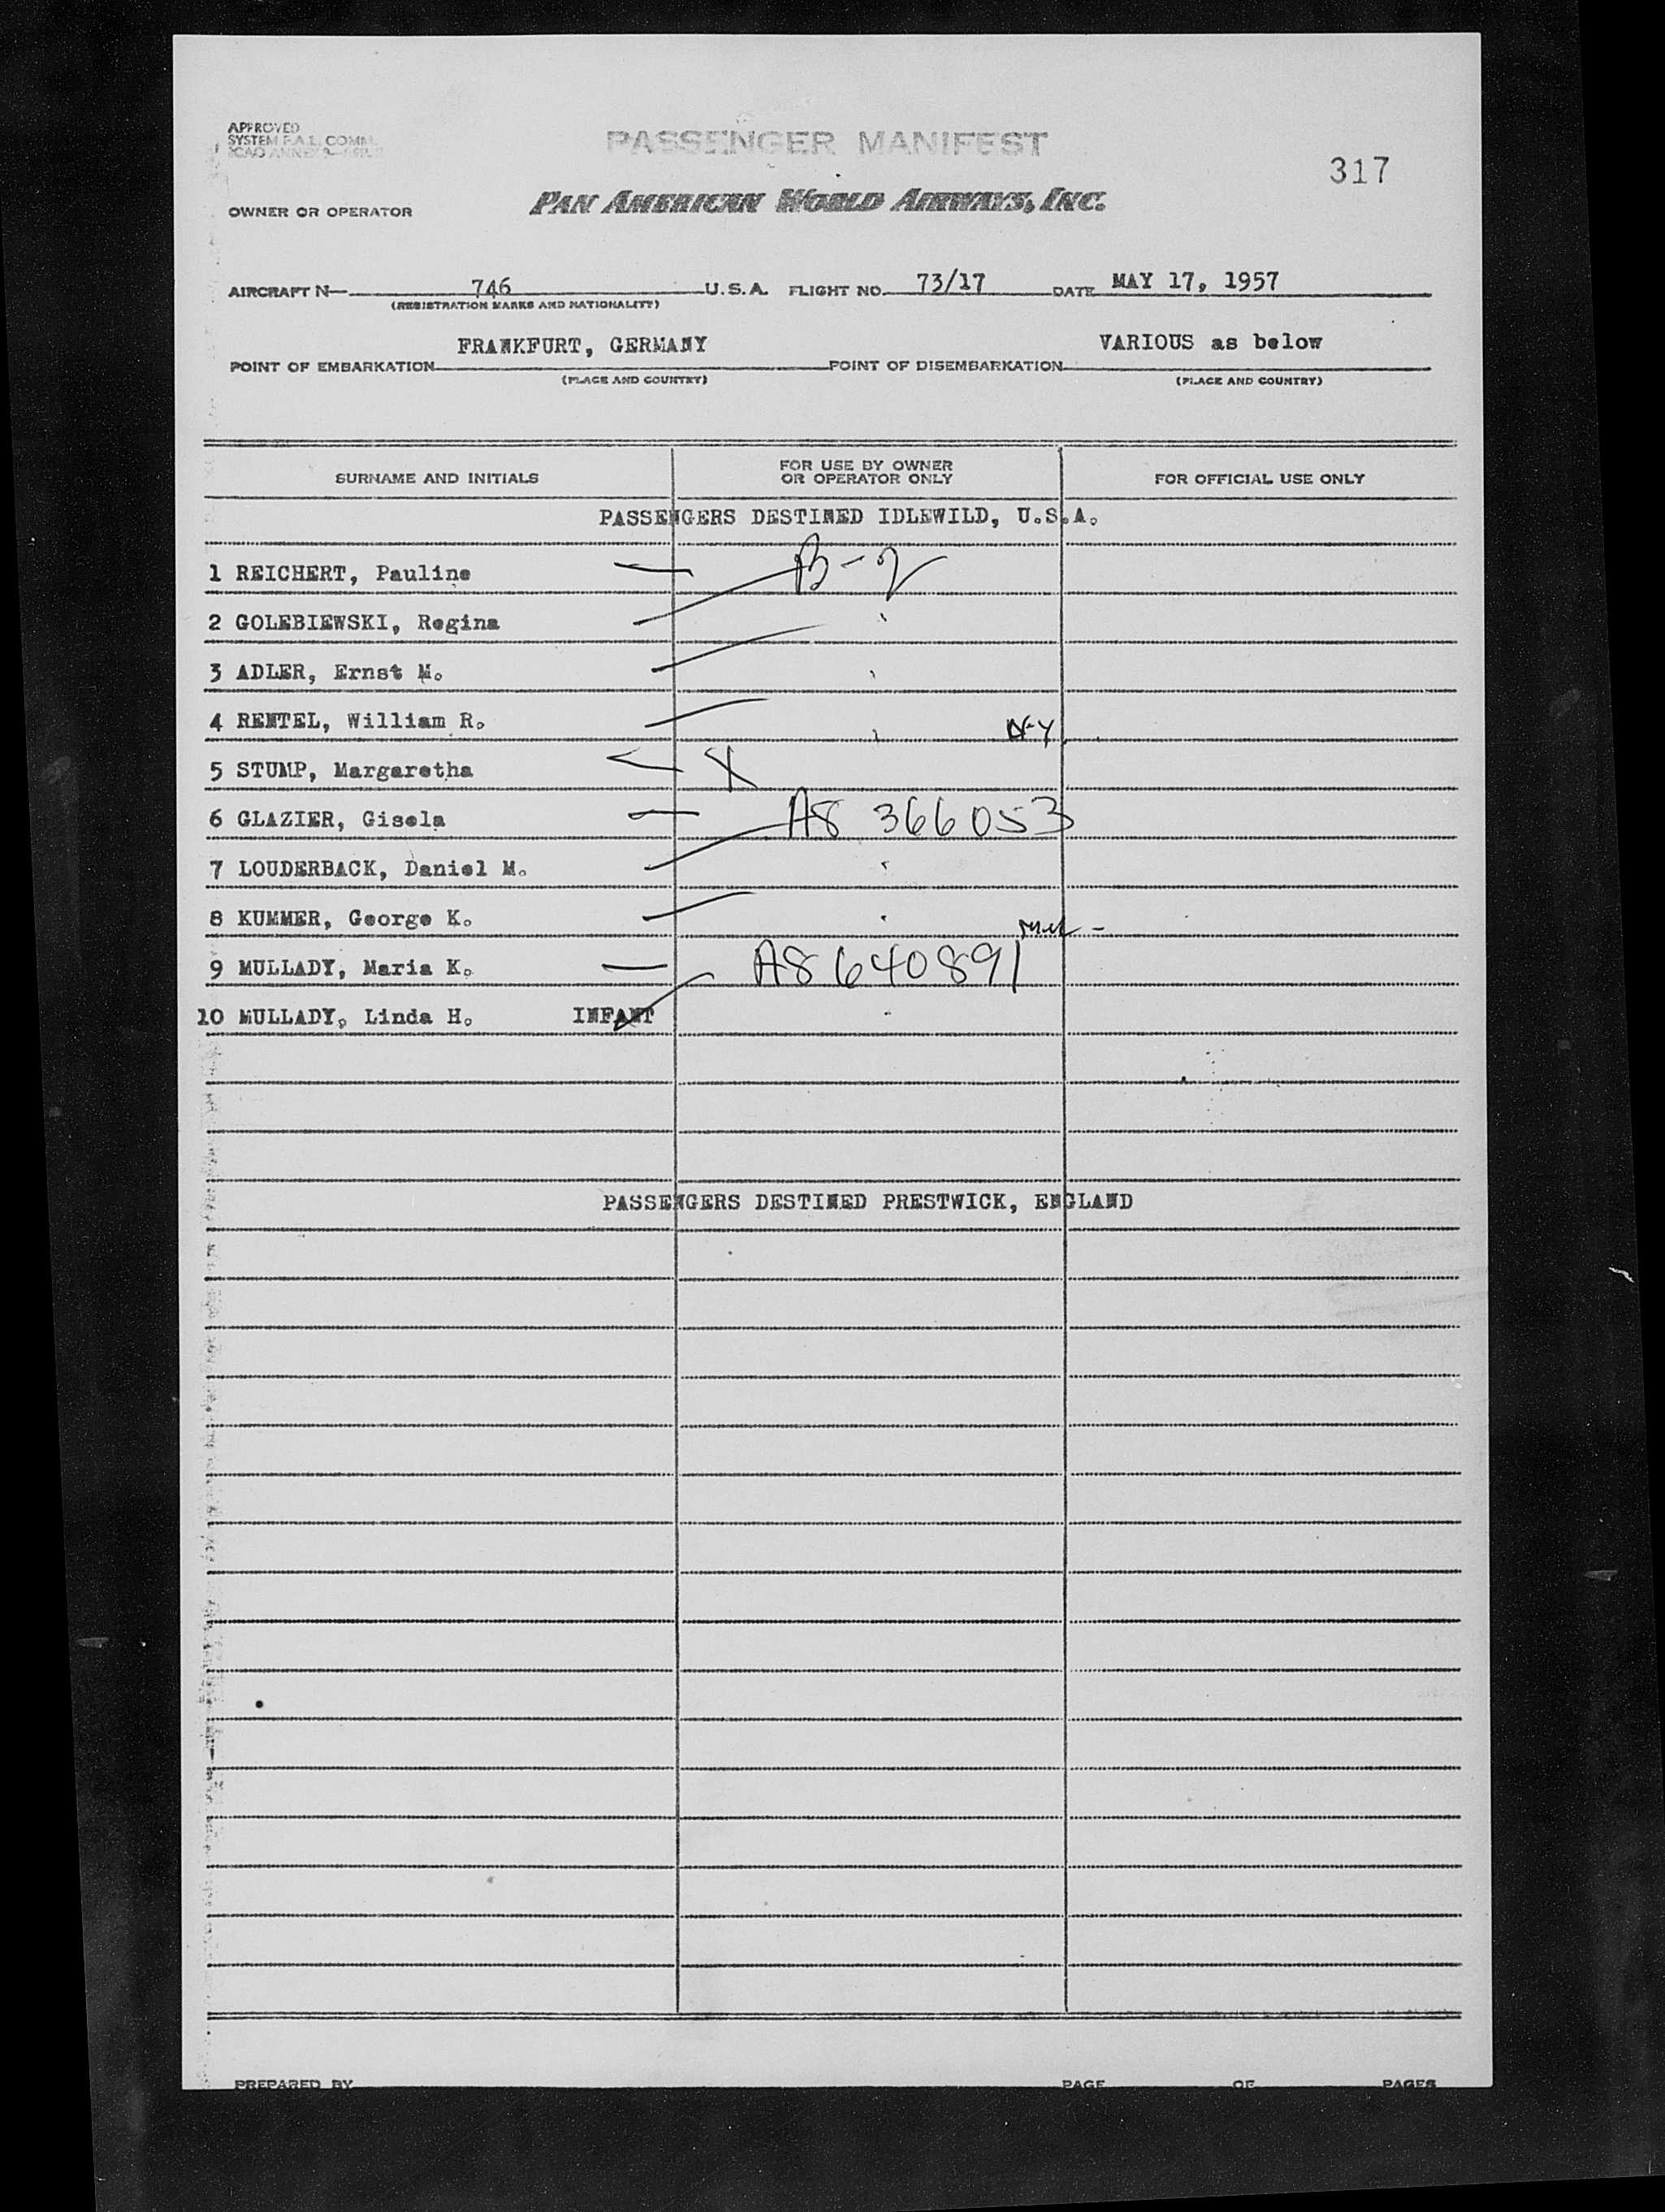 APPROVED
SYSTEM F.A.L. COMM.
PASSENGER MANIFEST
317
OWNER OR OPERATOR
PAN AMERICAN WORLD AIRWAYS, INC.
AIRCRAFT N— 746 U.S.A. FLIGHT NO. 73/17 DATE MAY 17, 1957
(REGISTRATION MARKS AND NATIONALITY)
FRANKFURT, GERMANY VARIOUS as below
POINT OF EMBARKATION POINT OF DISEMBARKATION
(PLACE AND COUNTRY) (PLACE AND COUNTRY)
SURNAME AND INITIALS FOR USE BY OWNER OR OPERATOR ONLY FOR OFFICIAL USE ONLY
PASSENGERS DESTINED IDLEWILD, U.S.A.
1 REICHERT, Pauline B-2
2 GOLEBIEWSKI, Regina
3 ADLER, Ernst M.
4 RENTEL, William R.
5 STUMP, Margaretha X
6 GLAZIER, Gisela A8 366053
7 LOUDERBACK, Daniel M.
8 KUMMER, George K.
9 MULLADY, Maria K. A8 640891
10 MULLADY, Linda H. INFANT
PASSENGERS DESTINED PRESTWICK, ENGLAND
PREPARED BY PAGE OF PAGES